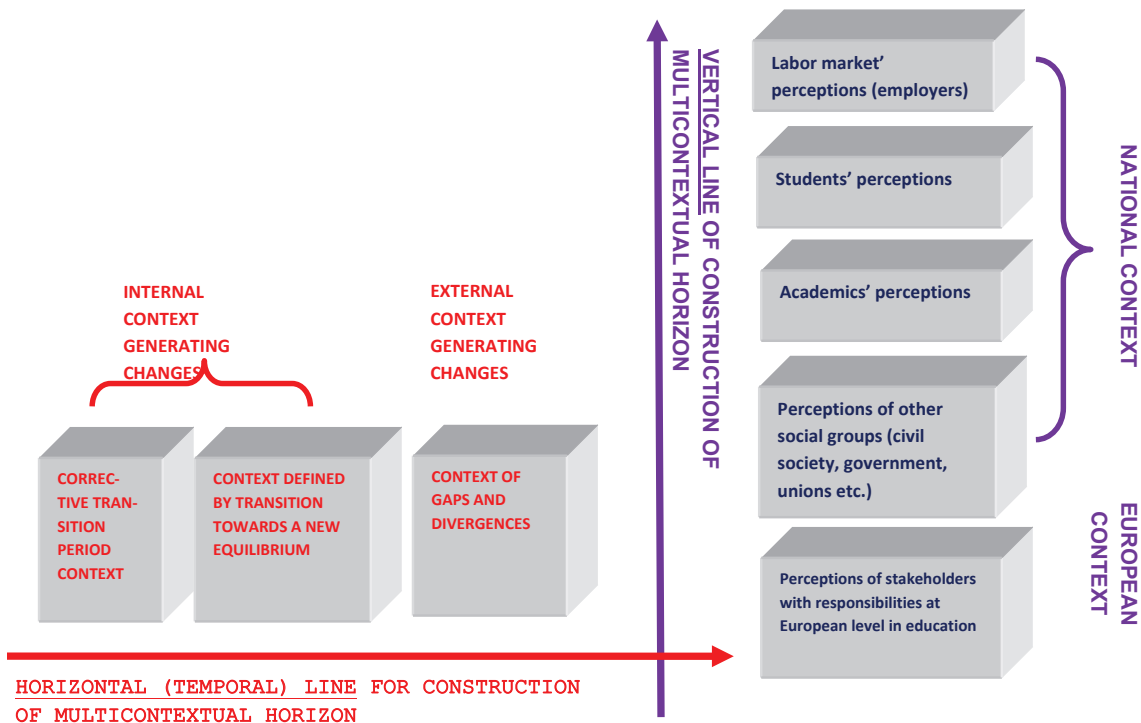 INTERNAL
CONTEXT
GENERATING
CHANGES
EXTERNAL
CONTEXT
GENERATING
CHANGES
CORREC-
TIVE TRAN-
SITION
PERIOD
CONTEXT
CONTEXT DEFINED
BY TRANSITION
TOWARDS A NEW
EQUILIBRIUM
CONTEXT OF
GAPS AND
DIVERGENCES
HORIZONTAL (TEMPORAL) LINE FOR CONSTRUCTION
OF MULTICONTEXTUAL HORIZON
VERTICAL LINE OF CONSTRUCTION OF
MULTICONTEXTUAL HORIZON
Labor market’
perceptions (employers)
Students’ perceptions
Academics’ perceptions
Perceptions of other
social groups (civil
society, government,
unions etc.)
Perceptions of stakeholders
with responsibilities at
European level in education
NATIONAL CONTEXT
EUROPEAN
CONTEXT